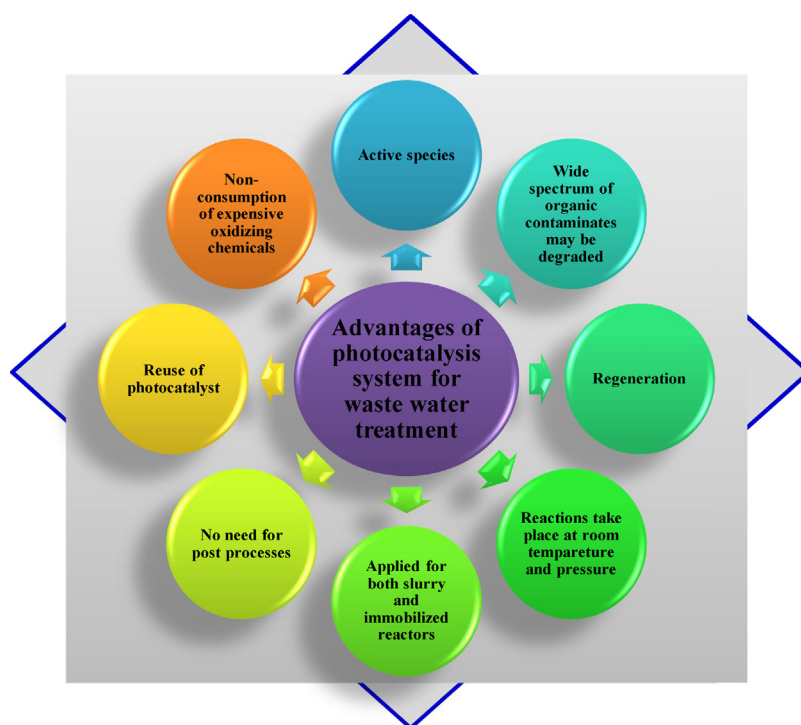 Advantages of
photocatalysis
system for
waste water
treatment
Active species
Wide
spectrum of
organic
contaminates
may be
degraded
Regeneration
Reactions take
place at room
tempareture
and pressure
Applied for
both slurry
and
immobilized
reactors
No need for
post processes
Reuse of
photocatalyst
Non-
consumption
of expensive
oxidizing
chemicals